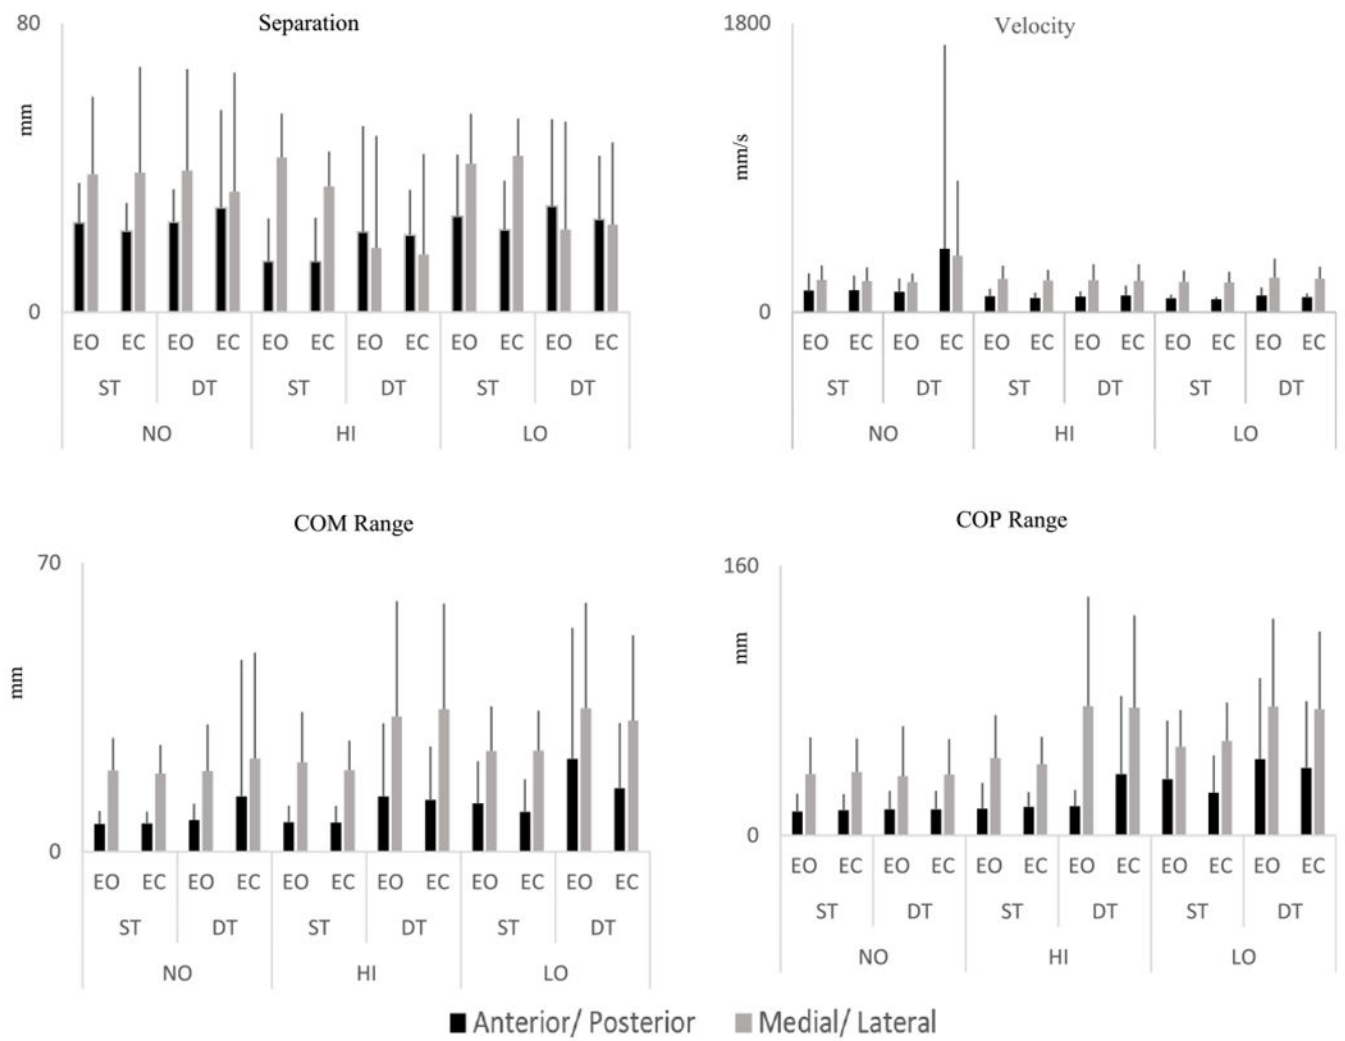 Separation
80
mm
0
EO EC EO EC EO EC EO EC EO EC EO EC
ST DT ST DT ST DT
NO HI LO
Velocity
1800
mm/s
0
EO EC EO EC EO EC EO EC EO EC EO EC
ST DT ST DT ST DT
NO HI LO
COM Range
70
mm
0
EO EC EO EC EO EC EO EC EO EC EO EC
ST DT ST DT ST DT
NO HI LO
COP Range
160
mm
0
EO EC EO EC EO EC EO EC EO EC EO EC
ST DT ST DT ST DT
NO HI LO
Anterior/ Posterior Medial/ Lateral